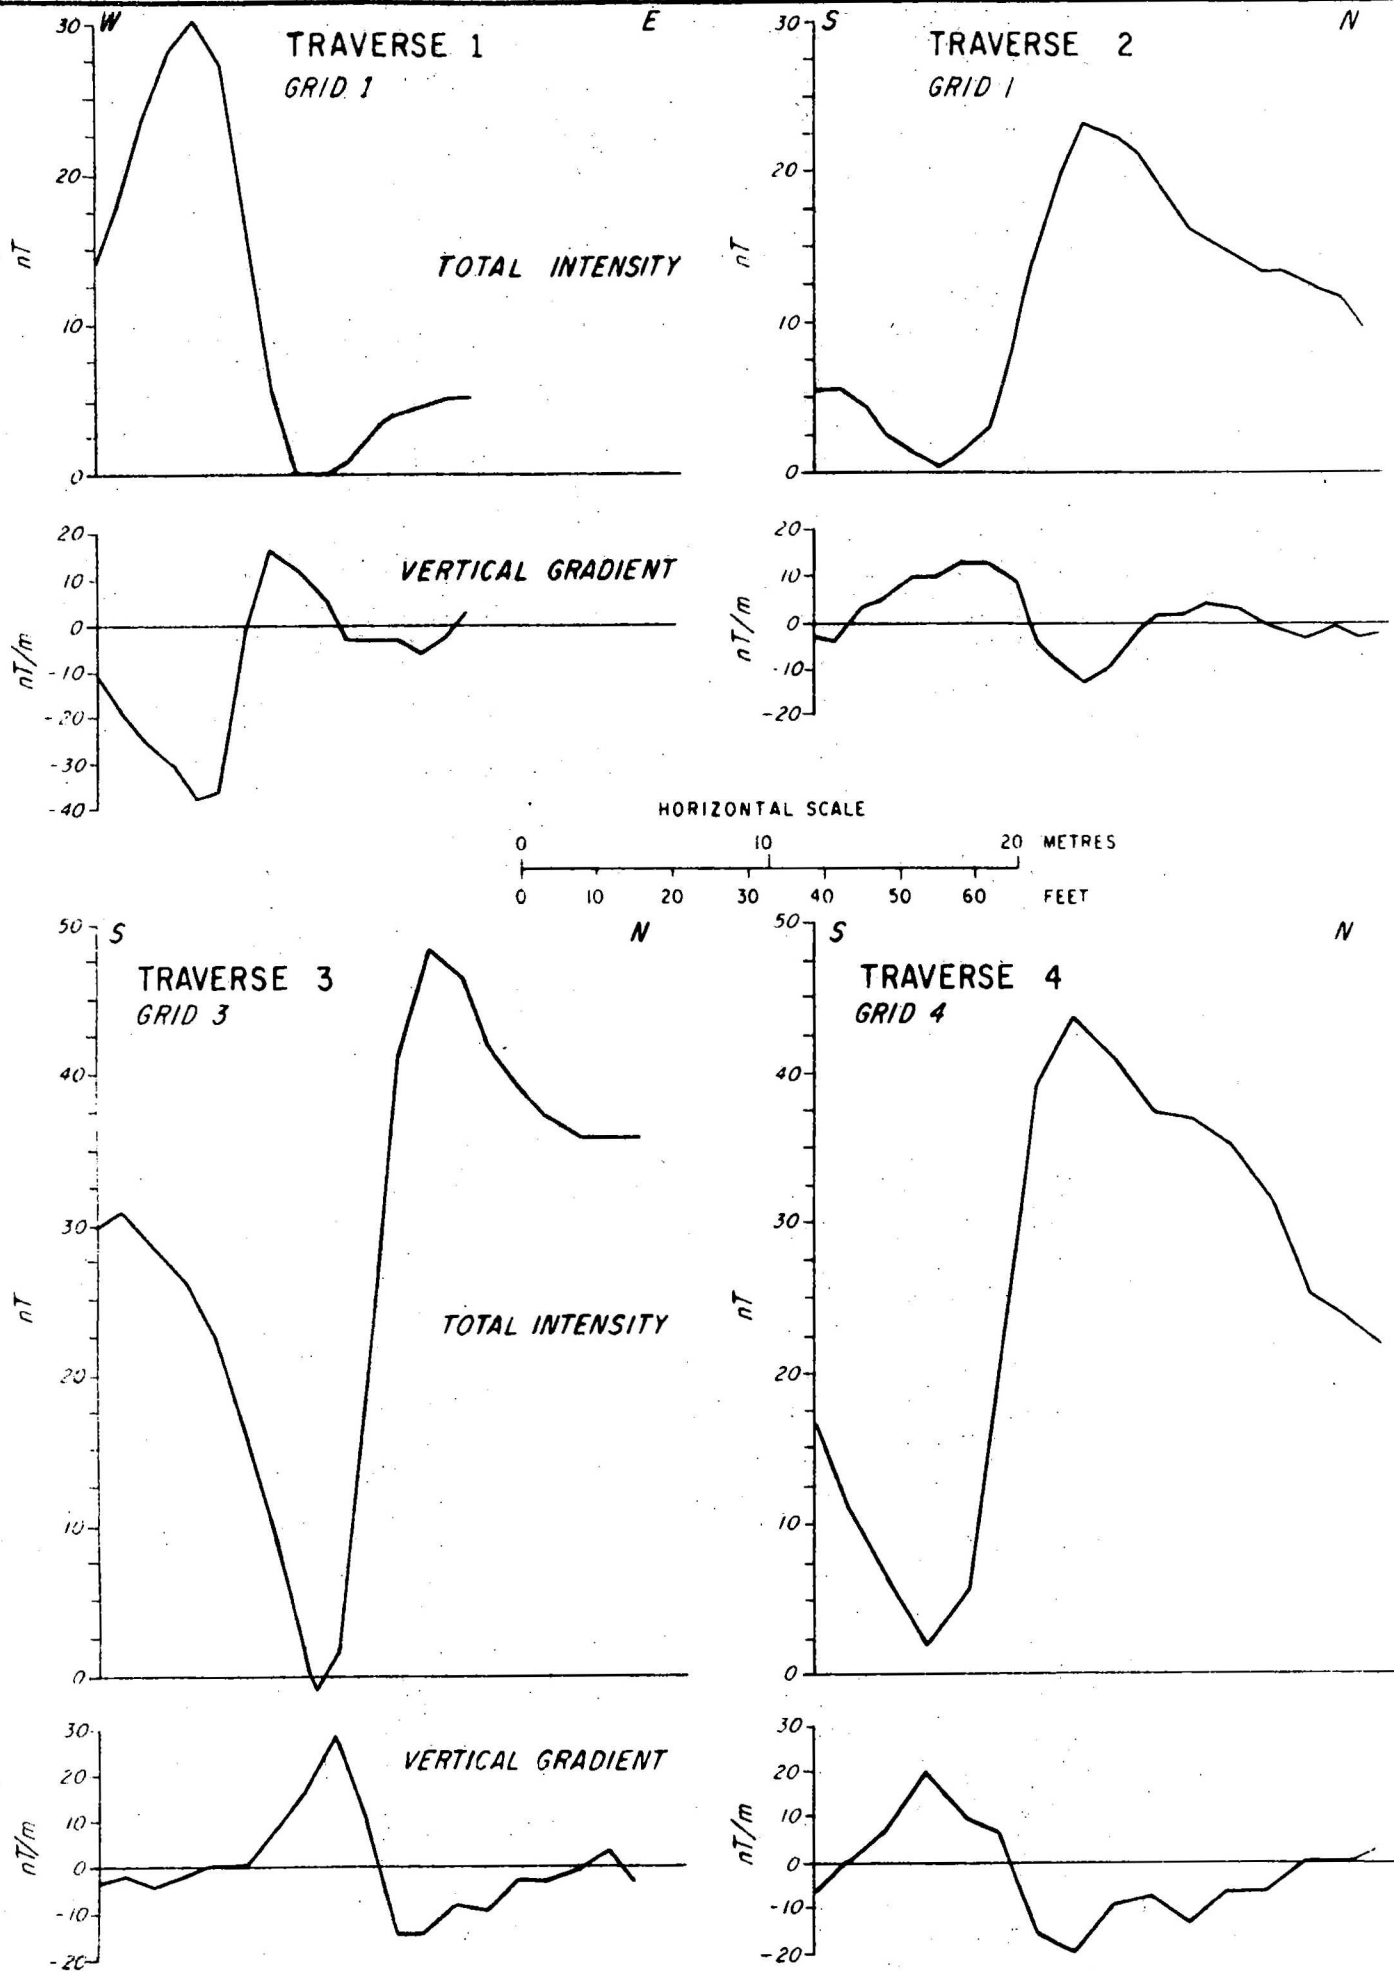 W E
TRAVERSE 1
GRID 1
30
20
10
0
nT
TOTAL INTENSITY
20
10
0
-10
-20
-30
-40
nT/m
VERTICAL GRADIENT
S N
TRAVERSE 2
GRID 1
30
20
10
0
nT
20
10
0
-10
-20
nT/m
HORIZONTAL SCALE
0 10 20 METRES
0 10 20 30 40 50 60 FEET
S N
TRAVERSE 3
GRID 3
50
40
30
20
10
0
nT
TOTAL INTENSITY
30
20
10
0
-10
-20
nT/m
VERTICAL GRADIENT
S N
TRAVERSE 4
GRID 4
50
40
30
20
10
0
nT
30
20
10
0
-10
-20
nT/m